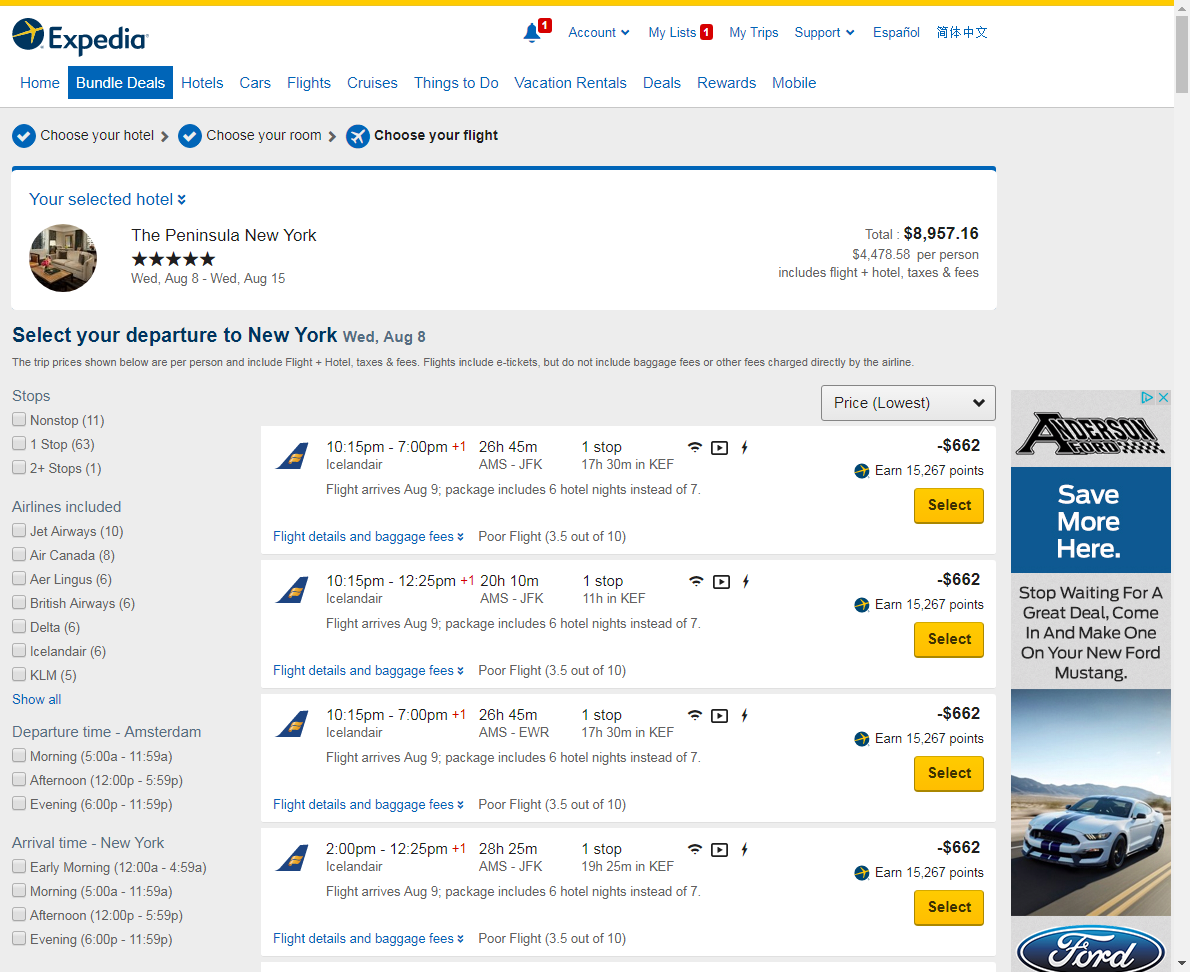 Expedia
1
Account
My Lists 1
My Trips
Support
Español
简体中文
Home
Bundle Deals
Hotels
Cars
Flights
Cruises
Things to Do
Vacation Rentals
Deals
Rewards
Mobile
Choose your hotel
Choose your room
Choose your flight
Your selected hotel
The Peninsula New York
Wed, Aug 8 - Wed, Aug 15
Total : $8,957.16
$4,478.58 per person
includes flight + hotel, taxes & fees
Select your departure to New York Wed, Aug 8
The trip prices shown below are per person and include Flight + Hotel, taxes & fees. Flights include e-tickets, but do not include baggage fees or other fees charged directly by the airline.
Stops
Nonstop (11)
1 Stop (63)
2+ Stops (1)
Airlines included
Jet Airways (10)
Air Canada (8)
Aer Lingus (6)
British Airways (6)
Delta (6)
Icelandair (6)
KLM (5)
Show all
Departure time - Amsterdam
Morning (5:00a - 11:59a)
Afternoon (12:00p - 5:59p)
Evening (6:00p - 11:59p)
Arrival time - New York
Early Morning (12:00a - 4:59a)
Morning (5:00a - 11:59a)
Afternoon (12:00p - 5:59p)
Evening (6:00p - 11:59p)
Price (Lowest)
10:15pm - 7:00pm +1 26h 45m 1 stop -$662
Icelandair AMS - JFK 17h 30m in KEF
Earn 15,267 points
Flight arrives Aug 9; package includes 6 hotel nights instead of 7.
Select
Flight details and baggage fees Poor Flight (3.5 out of 10)
10:15pm - 12:25pm +1 20h 10m 1 stop -$662
Icelandair AMS - JFK 11h in KEF
Earn 15,267 points
Flight arrives Aug 9; package includes 6 hotel nights instead of 7.
Select
Flight details and baggage fees Poor Flight (3.5 out of 10)
10:15pm - 7:00pm +1 26h 45m 1 stop -$662
Icelandair AMS - EWR 17h 30m in KEF
Earn 15,267 points
Flight arrives Aug 9; package includes 6 hotel nights instead of 7.
Select
Flight details and baggage fees Poor Flight (3.5 out of 10)
2:00pm - 12:25pm +1 28h 25m 1 stop -$662
Icelandair AMS - JFK 19h 25m in KEF
Earn 15,267 points
Flight arrives Aug 9; package includes 6 hotel nights instead of 7.
Select
Flight details and baggage fees Poor Flight (3.5 out of 10)
ANDERSON
FORD
Save
More
Here.
Stop Waiting For A
Great Deal, Come
In And Make One
On Your New Ford
Mustang.
Ford